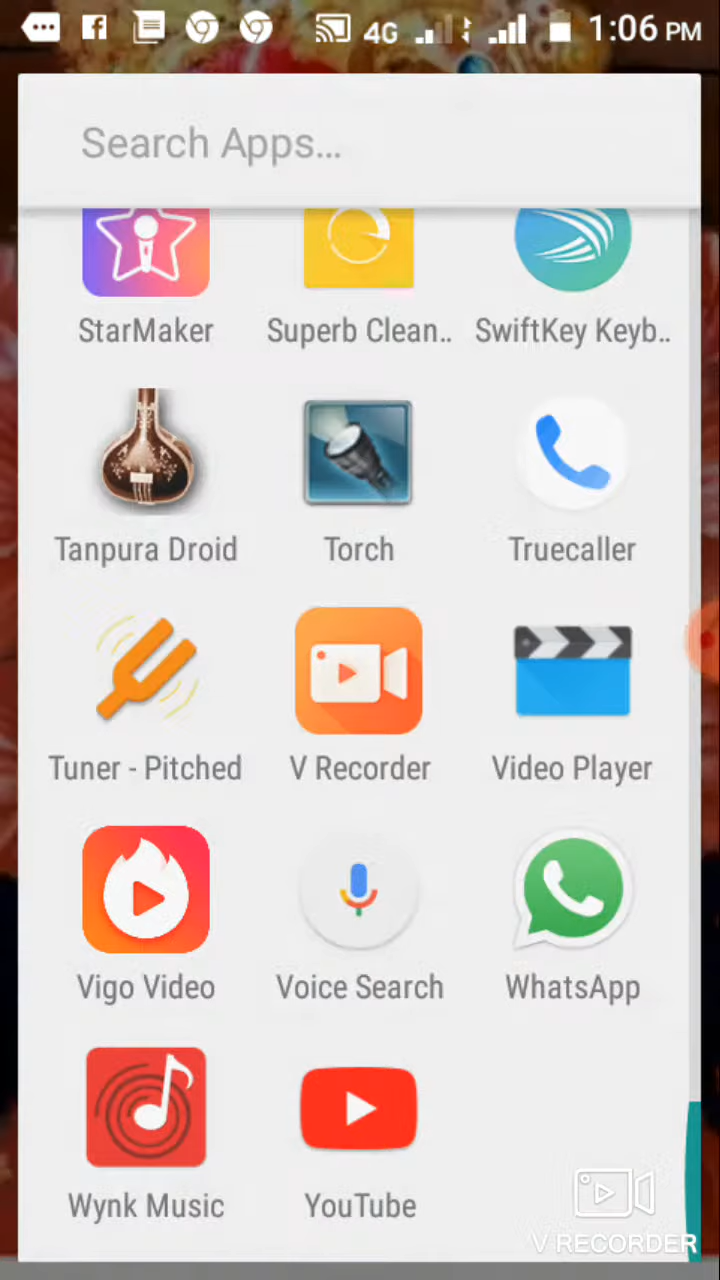 4G 1:06 PM
Search Apps...
StarMaker Superb Clean.. SwiftKey Keyb..
Tanpura Droid Torch Truecaller
Tuner - Pitched V Recorder Video Player
Vigo Video Voice Search WhatsApp
Wynk Music YouTube
V RECORDER